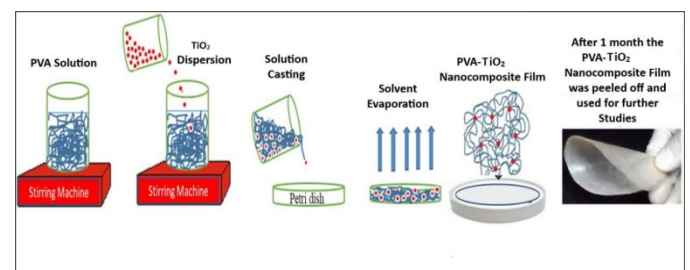 PVA Solution
Stirring Machine
TiO₂
Dispersion
Stirring Machine
Solution
Casting
Petri dish
Solvent
Evaporation
PVA-TiO₂
Nanocomposite Film
After 1 month the
PVA-TiO₂
Nanocomposite Film
was peeled off and
used for further
Studies